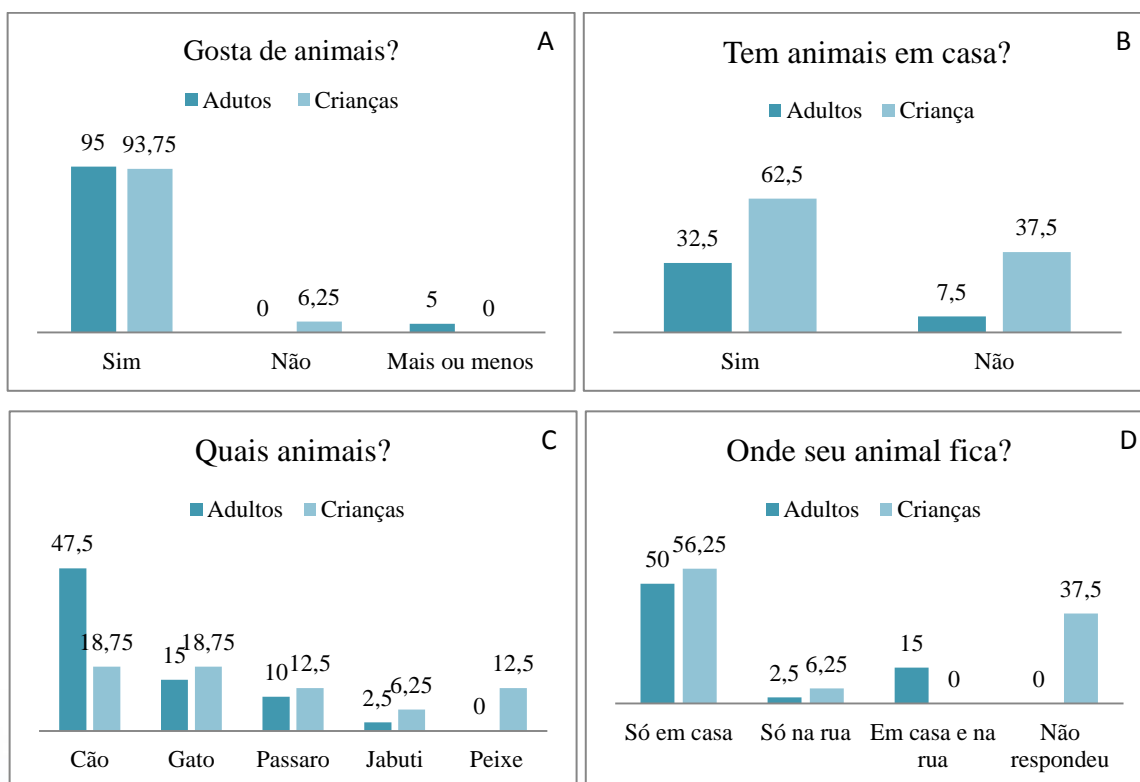 Gosta de animais?
A
Adutos Crianças
95 93,75
0 6,25 5 0
Sim Não Mais ou menos
Tem animais em casa?
B
Adultos Criança
62,5
32,5 37,5
7,5
Sim Não
Quais animais?
C
Adultos Crianças
47,5
18,75 15 18,75 10 12,5 2,5 6,25 0 12,5
Cão Gato Passaro Jabuti Peixe
Onde seu animal fica?
D
Adultos Crianças
50 56,25
2,5 6,25 15 0 0 37,5
Só em casa Só na rua Em casa e na Não
rua respondeu